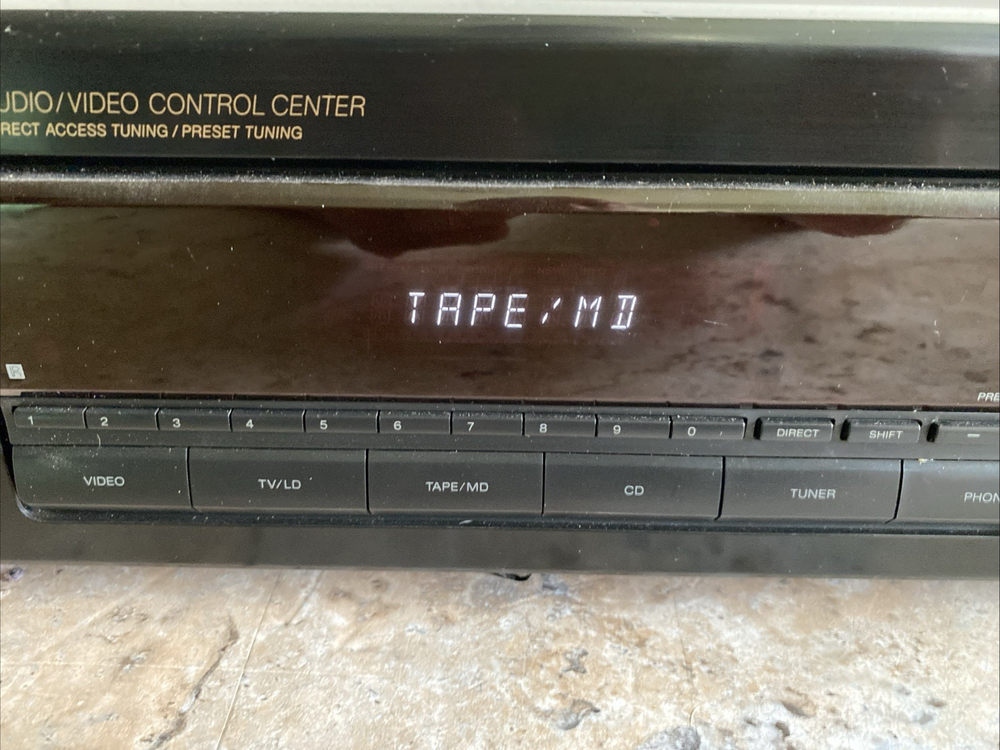 UDIO/VIDEO CONTROL CENTER
RECT ACCESS TUNING / PRESET TUNING
TAPE/MD
R
PRE
1 2 3 4 5 6 7 8 9 0 DIRECT SHIFT −
VIDEO TV/LD TAPE/MD CD TUNER PHON